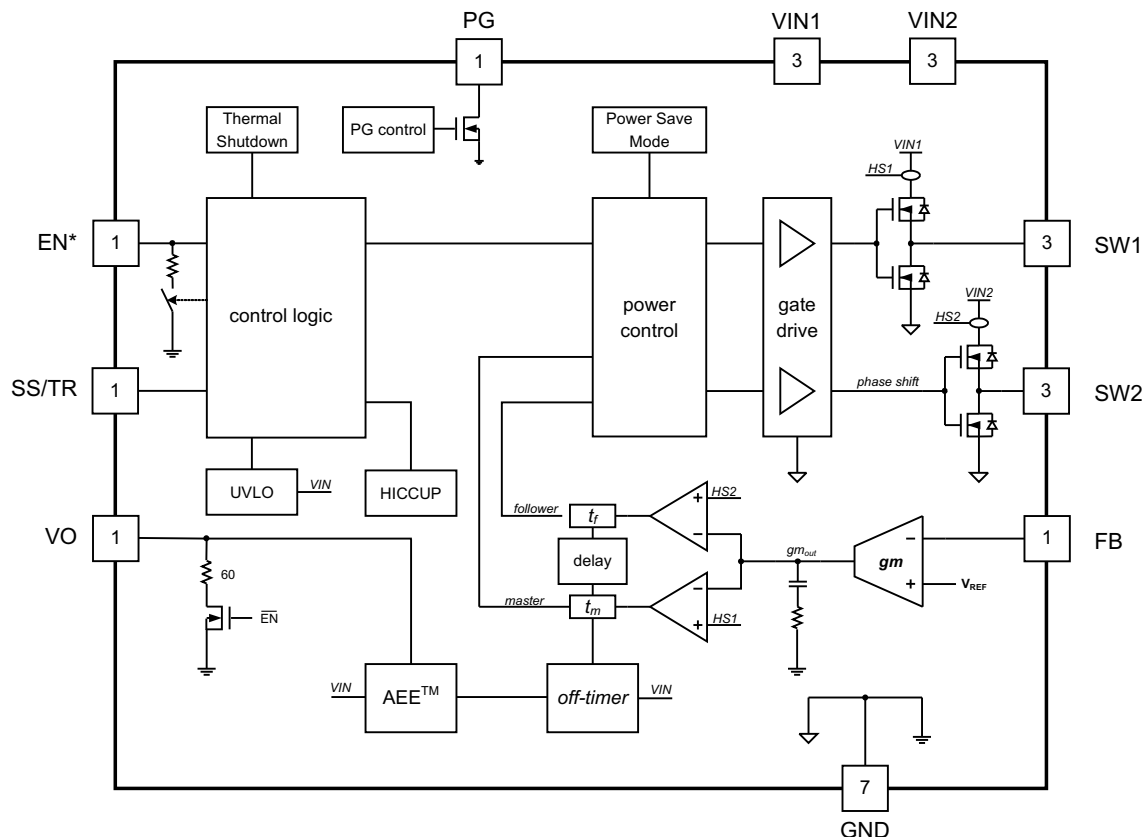 PG
VIN1
VIN2
1
3
3
Thermal
Shutdown
PG control
Power Save
Mode
VIN1
HS1
EN*
1
3
SW1
control logic
power
control
gate
drive
VIN2
HS2
SS/TR
1
phase shift
3
SW2
UVLO
VIN
HICCUP
HS2
+
−
follower
tf
VO
1
60
EN
delay
gmout
gm
−
+
VREF
1
FB
master
tm
−
+
HS1
VIN
AEETM
off-timer
VIN
7
GND